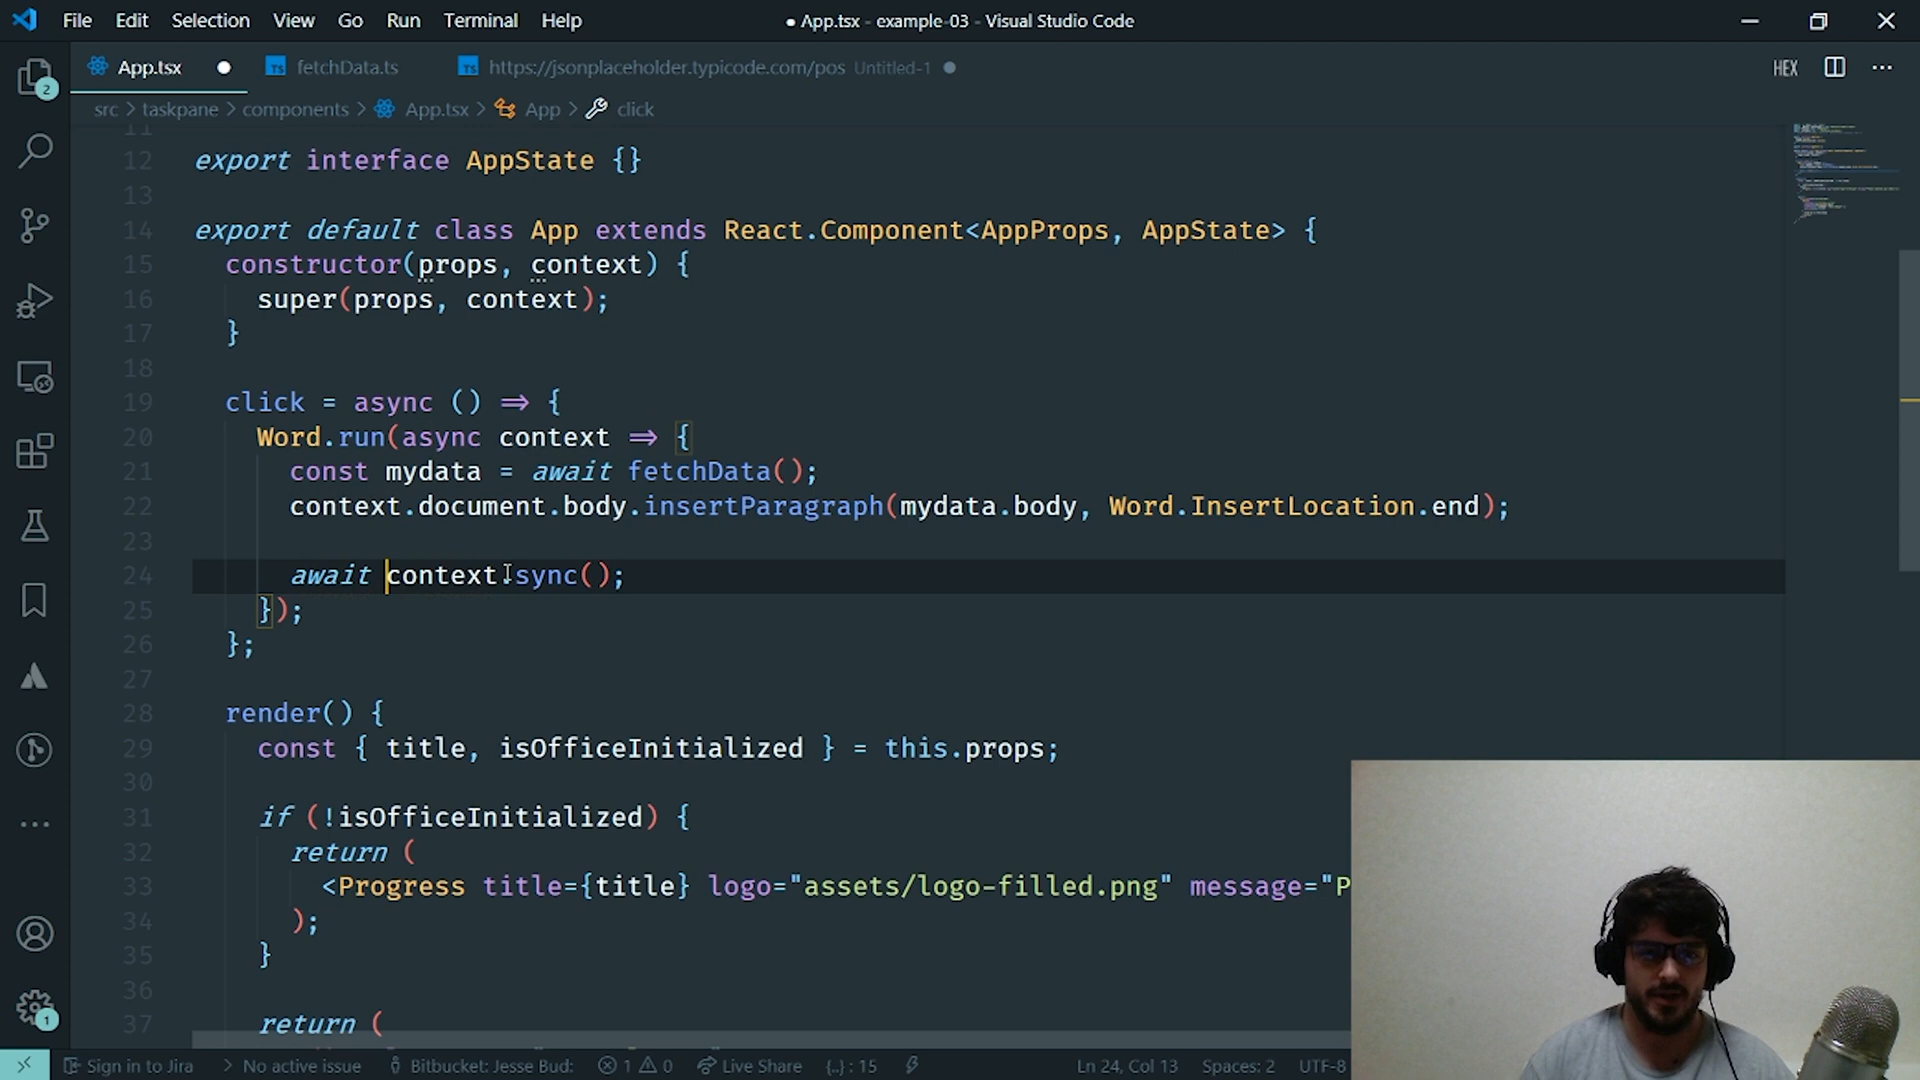 File Edit Selection View Go Run Terminal Help ● App.tsx - example-03 - Visual Studio Code
App.tsx fetchData.ts https://jsonplaceholder.typicode.com/pos Untitled-1 HEX ...
2
src > taskpane > components > App.tsx > App > click
11
12 export interface AppState {}
13
14 export default class App extends React.Component<AppProps, AppState> {
15 constructor(props, context) {
16 super(props, context);
17 }
18
19 click = async () => {
20 Word.run(async context => {
21 const mydata = await fetchData();
22 context.document.body.insertParagraph(mydata.body, Word.InsertLocation.end);
23
24 await context.sync();
25 });
26 };
27
28 render() {
29 const { title, isOfficeInitialized } = this.props;
30
31 if (!isOfficeInitialized) {
32 return (
33 <Progress title={title} logo="assets/logo-filled.png" message="P
34 );
35 }
36
37 return (
1
Sign in to Jira > No active issue Bitbucket: Jesse Bud: 1 0 Live Share {..} : 15 Ln 24, Col 13 Spaces: 2 UTF-8